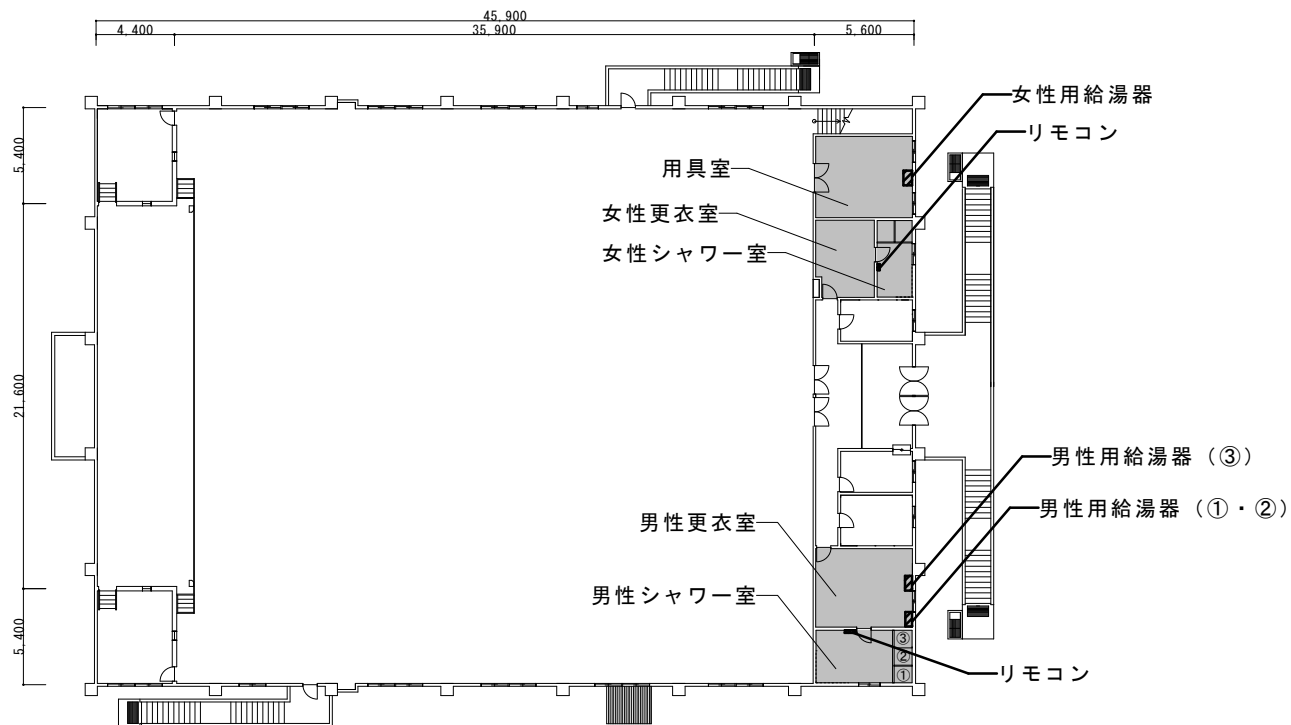 45,900
4,400
35,900
5,600
女性用給湯器
リモコン
5,400
用具室
女性更衣室
女性シャワー室
21,600
男性用給湯器（③）
男性用給湯器（①・②）
男性更衣室
男性シャワー室
5,400
③
②
①
リモコン